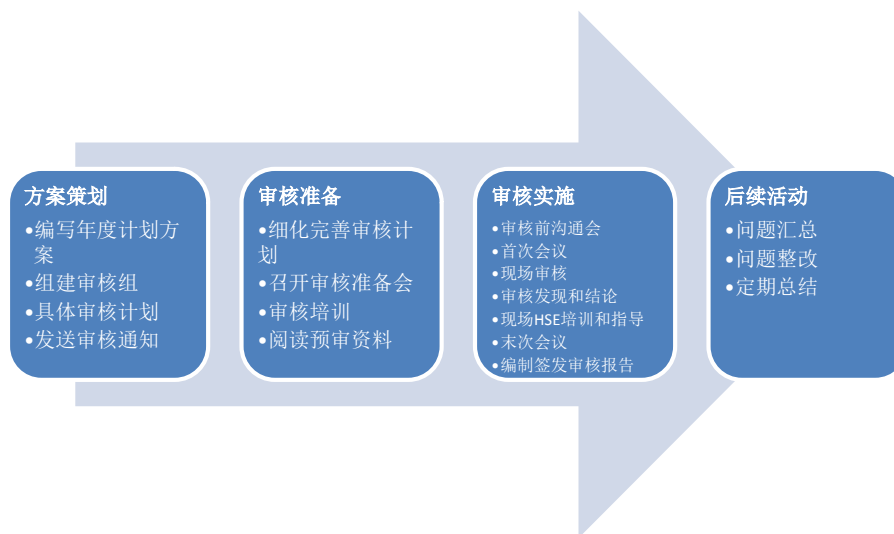 方案策划
•编写年度计划方
案
•组建审核组
•具体审核计划
•发送审核通知
审核准备
•细化完善审核计
划
•召开审核准备会
•审核培训
•阅读预审资料
审核实施
•审核前沟通会
•首次会议
•现场审核
•审核发现和结论
•现场HSE培训和指导
•末次会议
•编制签发审核报告
后续活动
•问题汇总
•问题整改
•定期总结